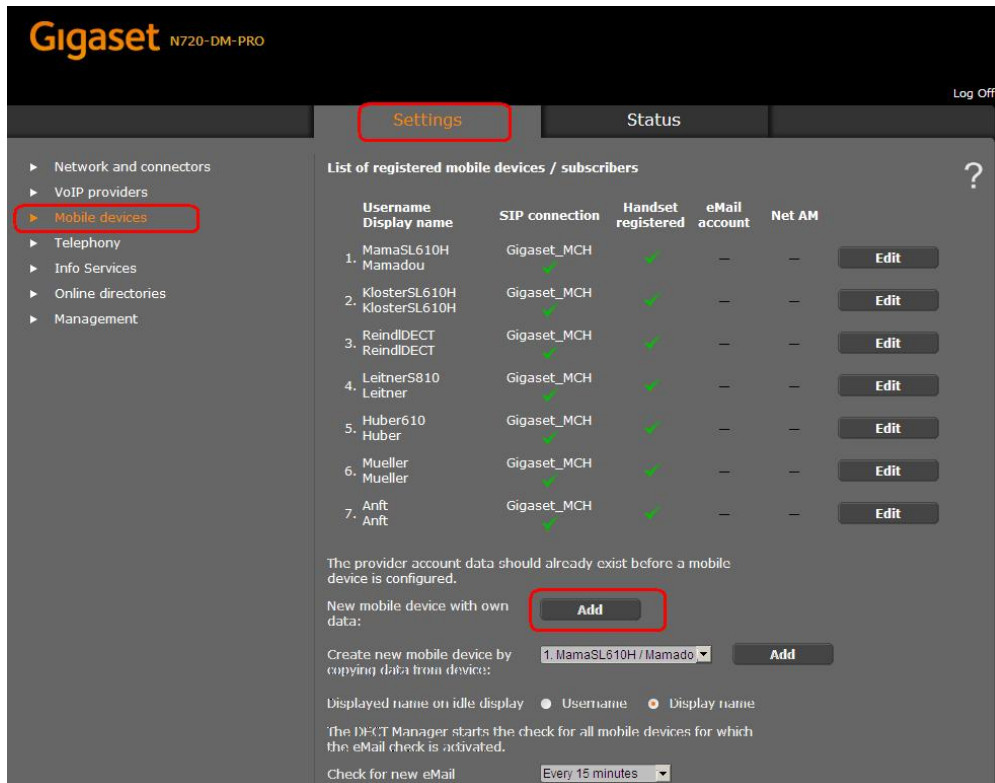 Gigaset N720-DM-PRO
Log Off
Settings Status
Network and connectors
VoIP providers
Mobile devices
Telephony
Info Services
Online directories
Management
List of registered mobile devices / subscribers
?
Username Display name SIP connection Handset registered eMail account Net AM
1. MamaSL610H Gigaset_MCH
Mamadou – – Edit
2. KlosterSL610H Gigaset_MCH
KlosterSL610H – – Edit
3. ReindlDECT Gigaset_MCH
ReindlDECT – – Edit
4. LeitnerS810 Gigaset_MCH
Leitner – – Edit
5. Huber610 Gigaset_MCH
Huber – – Edit
6. Mueller Gigaset_MCH
Mueller – – Edit
7. Anft Gigaset_MCH
Anft – – Edit
The provider account data should already exist before a mobile
device is configured.
New mobile device with own
data: Add
Create new mobile device by
copying data from device: 1. MamaSL610H / Mamado Add
Displayed name on idle display Username Display name
The DECT Manager starts the check for all mobile devices for which
the eMail check is activated.
Check for new eMail Every 15 minutes